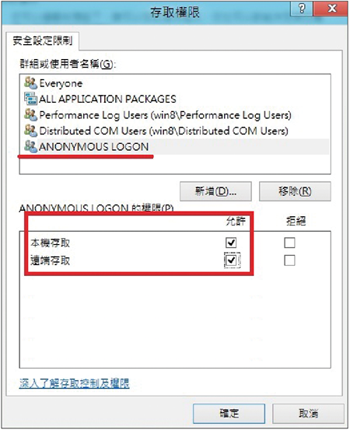 存取權限
?
安全設定限制
群組或使用者名稱(G):
Everyone
ALL APPLICATION PACKAGES
Performance Log Users (win8\Performance Log Users)
Distributed COM Users (win8\Distributed COM Users)
ANONYMOUS LOGON
新增(D)...
移除(R)
ANONYMOUS LOGON 的權限(P)
允許
拒絕
本機存取
遠端存取
深入了解存取控制及權限
確定
取消